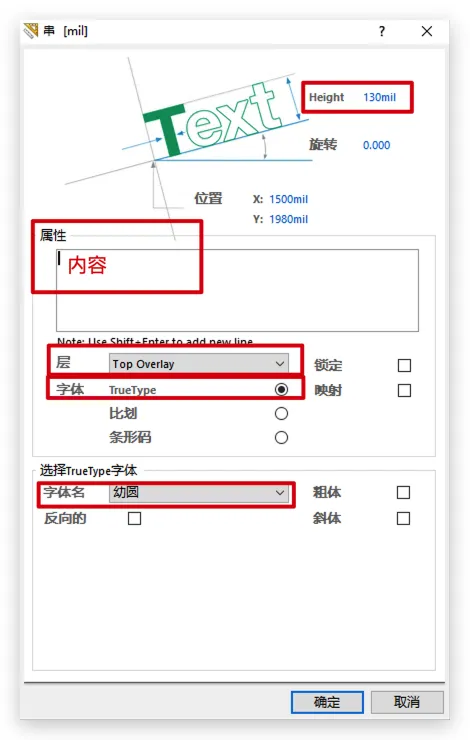 串 [mil]
?
Text
Height 130mil
旋转 0.000
位置 X: 1500mil
Y: 1980mil
属性
内容
Note: Use Shift+Enter to add new line
层 Top Overlay 锁定
字体 TrueType 映射
比划
条形码
选择TrueType字体
字体名 幼圆 粗体
反向的 斜体
确定 取消